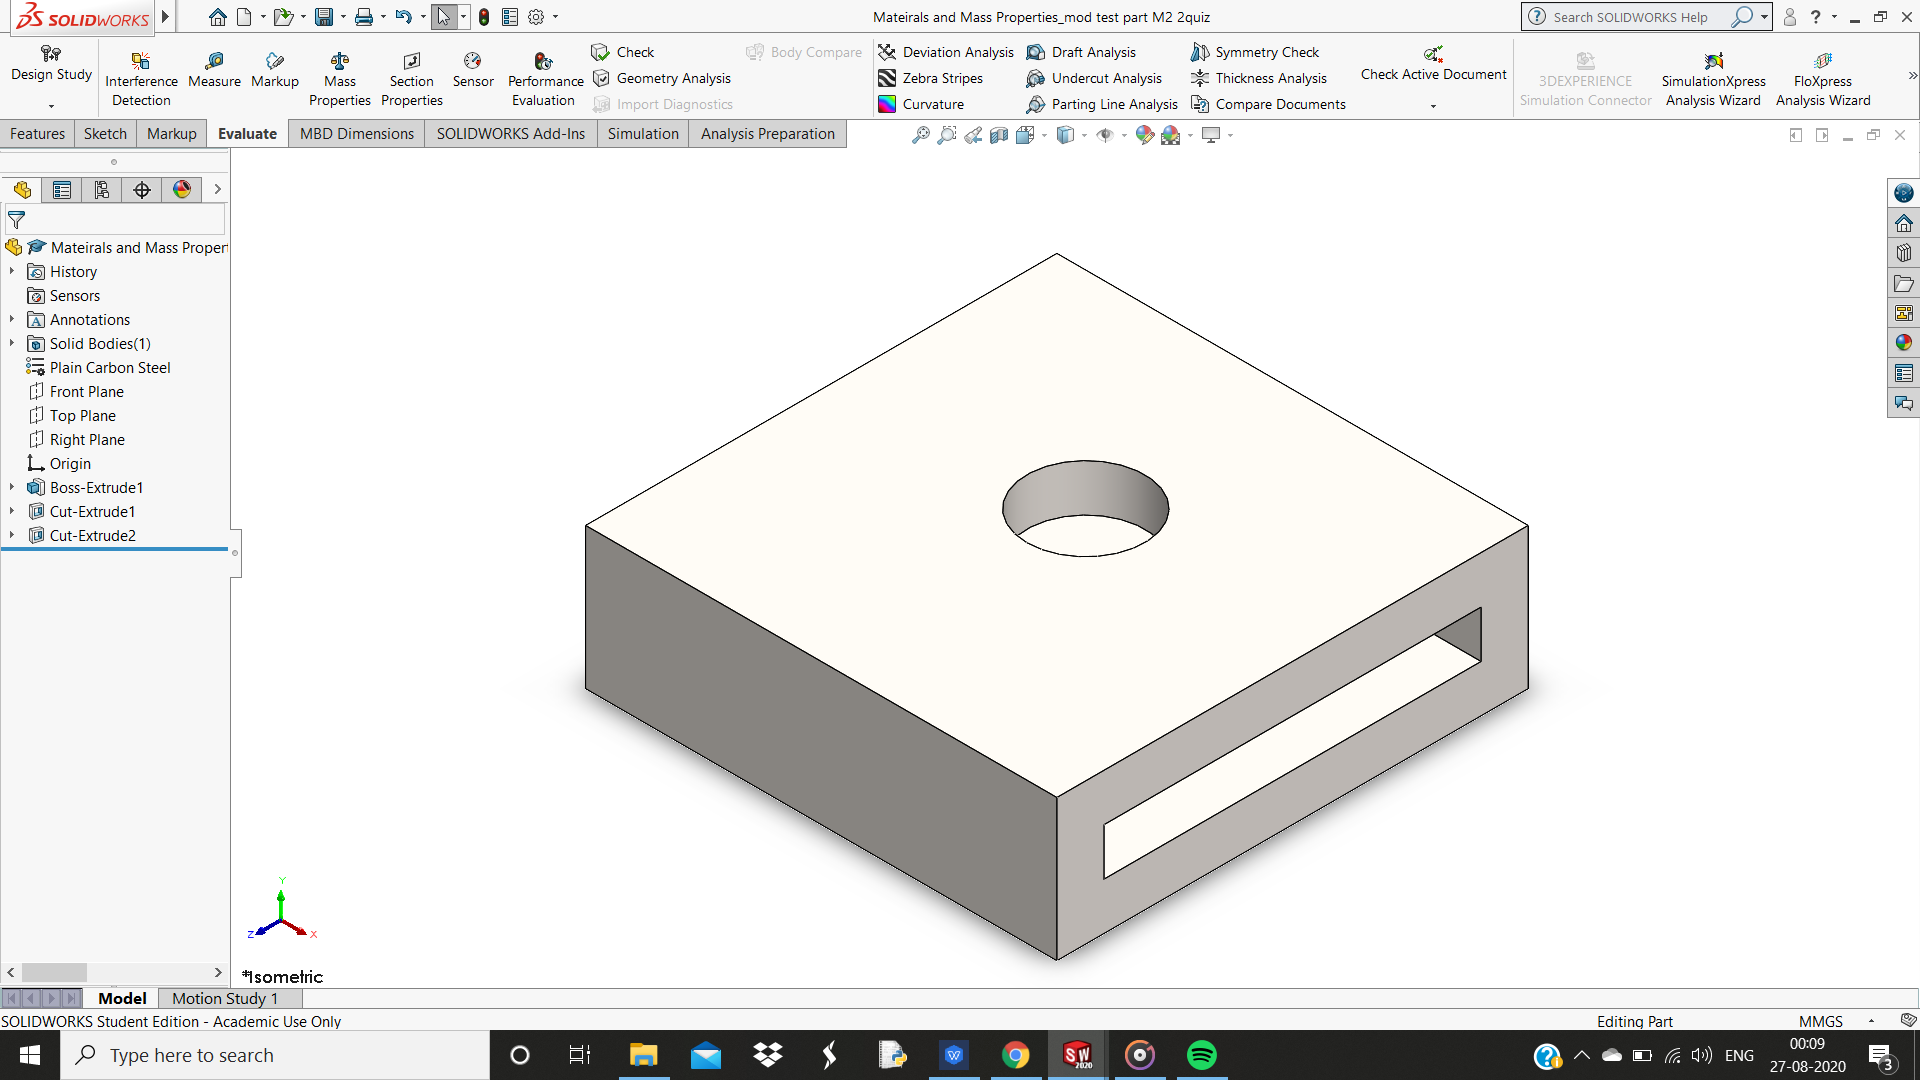 SOLIDWORKS
Mateirals and Mass Properties_mod test part M2 2quiz
Search SOLIDWORKS Help
?
Design Study
Interference Detection
Measure
Markup
Mass Properties
Section Properties
Sensor
Performance Evaluation
Check
Geometry Analysis
Import Diagnostics
Body Compare
Deviation Analysis
Zebra Stripes
Curvature
Draft Analysis
Undercut Analysis
Parting Line Analysis
Symmetry Check
Thickness Analysis
Compare Documents
Check Active Document
3DEXPERIENCE Simulation Connector
SimulationXpress Analysis Wizard
FloXpress Analysis Wizard
Features
Sketch
Markup
Evaluate
MBD Dimensions
SOLIDWORKS Add-Ins
Simulation
Analysis Preparation
Mateirals and Mass Proper
History
Sensors
Annotations
Solid Bodies(1)
Plain Carbon Steel
Front Plane
Top Plane
Right Plane
Origin
Boss-Extrude1
Cut-Extrude1
Cut-Extrude2
Y
Z
X
*Isometric
Model
Motion Study 1
SOLIDWORKS Student Edition - Academic Use Only
Editing Part
MMGS
Type here to search
SW
2020
ENG
00:09
27-08-2020
3